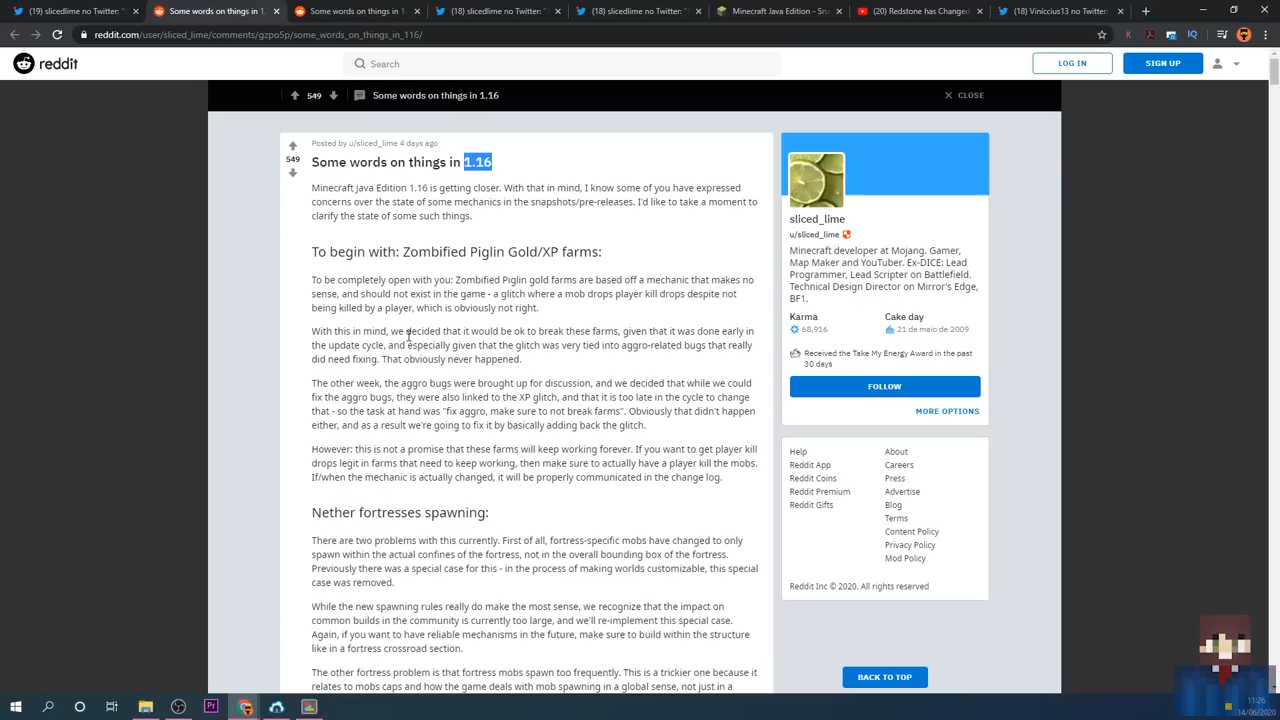 (19) slicedlime no Twitter: "
Some words on things in 1.16
Some words on things in 1.16
(18) slicedlime no Twitter: "
(18) slicedlime no Twitter: "
Minecraft Java Edition - Sna
(20) Redstone has Changed
(18) Viniccius13 no Twitter:
reddit.com/user/sliced_lime/comments/gzpo5p/some_words_on_things_in_116/
reddit
Search
LOG IN
SIGN UP
549
Some words on things in 1.16
CLOSE
Posted by u/sliced_lime 4 days ago
549
Some words on things in 1.16
Minecraft Java Edition 1.16 is getting closer. With that in mind, I know some of you have expressed
concerns over the state of some mechanics in the snapshots/pre-releases. I'd like to take a moment to
clarify the state of some such things.
To begin with: Zombified Piglin Gold/XP farms:
To be completely open with you: Zombified Piglin gold farms are based off a mechanic that makes no
sense, and should not exist in the game - a glitch where a mob drops player kill drops despite not
being killed by a player, which is obviously not right.
With this in mind, we decided that it would be ok to break these farms, given that it was done early in
the update cycle, and especially given that the glitch was very tied into aggro-related bugs that really
did need fixing. That obviously never happened.
The other week, the aggro bugs were brought up for discussion, and we decided that while we could
fix the aggro bugs, they were also linked to the XP glitch, and that it is too late in the cycle to change
that - so the task at hand was "fix aggro, make sure to not break farms". Obviously that didn't happen
either, and as a result we're going to fix it by basically adding back the glitch.
However: this is not a promise that these farms will keep working forever. If you want to get player kill
drops legit in farms that need to keep working, then make sure to actually have a player kill the mobs.
If/when the mechanic is actually changed, it will be properly communicated in the change log.
Nether fortresses spawning:
There are two problems with this currently. First of all, fortress-specific mobs have changed to only
spawn within the actual confines of the fortress, not in the overall bounding box of the fortress.
Previously there was a special case for this - in the process of making worlds customizable, this special
case was removed.
While the new spawning rules really do make the most sense, we recognize that the impact on
common builds in the community is currently too large, and we'll re-implement this special case.
Again, if you want to have reliable mechanisms in the future, make sure to build within the structure
like in a fortress crossroad section.
The other fortress problem is that fortress mobs spawn too frequently. This is a trickier one because it
relates to mobs caps and how the game deals with mob spawning in a global sense, not just in a
sliced_lime
u/sliced_lime
Minecraft developer at Mojang. Gamer,
Map Maker and YouTuber. Ex-DICE: Lead
Programmer, Lead Scripter on Battlefield.
Technical Design Director on Mirror's Edge,
BF1.
Karma
Cake day
68,916
21 de maio de 2009
Received the Take My Energy Award in the past
30 days
FOLLOW
MORE OPTIONS
Help
About
Reddit App
Careers
Reddit Coins
Press
Reddit Premium
Advertise
Reddit Gifts
Blog
Terms
Content Policy
Privacy Policy
Mod Policy
Reddit Inc © 2020. All rights reserved
BACK TO TOP
11:26
14/06/2020